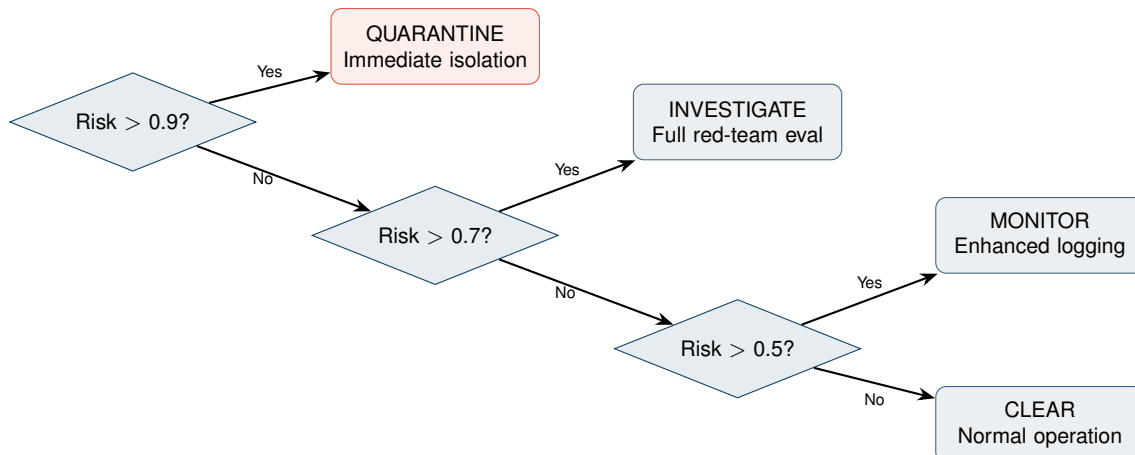 QUARANTINE
Immediate isolation
Yes
Risk > 0.9?
No
INVESTIGATE
Full red-team eval
Yes
Risk > 0.7?
No
MONITOR
Enhanced logging
Yes
Risk > 0.5?
No
CLEAR
Normal operation